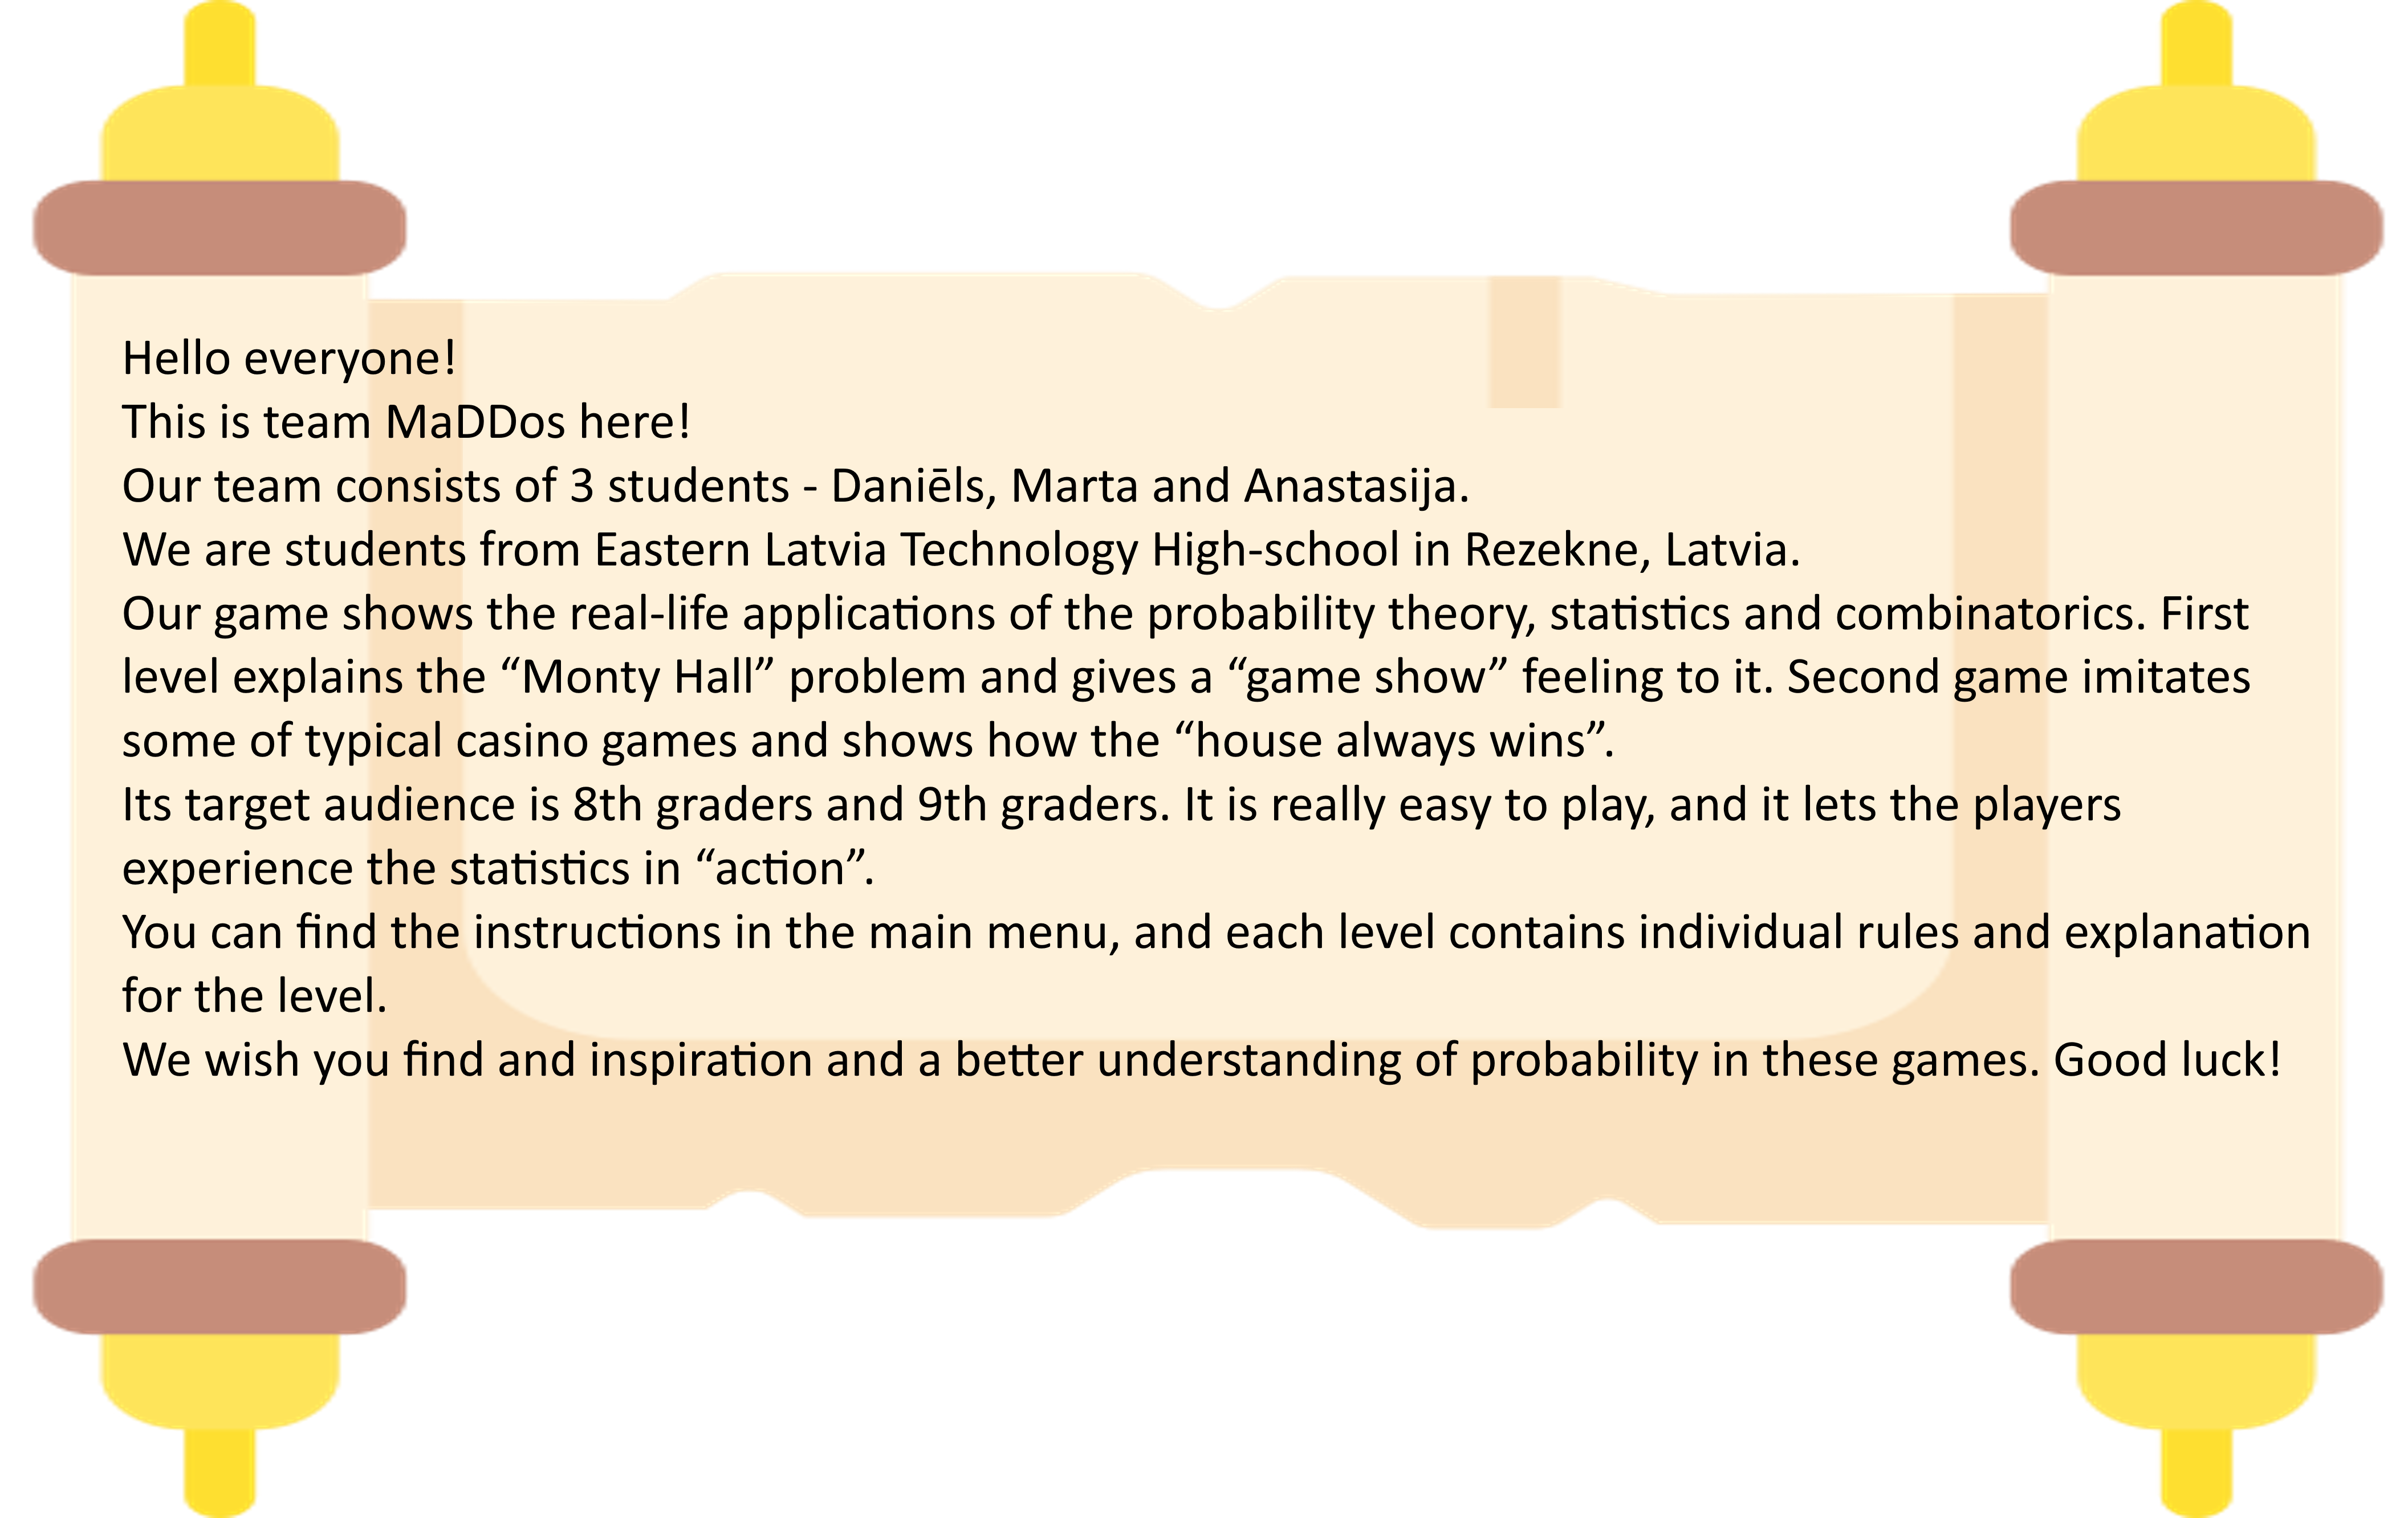 Hello everyone!
This is team MaDDos here!
Our team consists of 3 students - Daniēls, Marta and Anastasija.
We are students from Eastern Latvia Technology High-school in Rezekne, Latvia.
Our game shows the real-life applications of the probability theory, statistics and combinatorics. First
level explains the “Monty Hall” problem and gives a “game show” feeling to it. Second game imitates
some of typical casino games and shows how the “house always wins”.
Its target audience is 8th graders and 9th graders. It is really easy to play, and it lets the players
experience the statistics in “action”.
You can find the instructions in the main menu, and each level contains individual rules and explanation
for the level.
We wish you find and inspiration and a better understanding of probability in these games. Good luck!